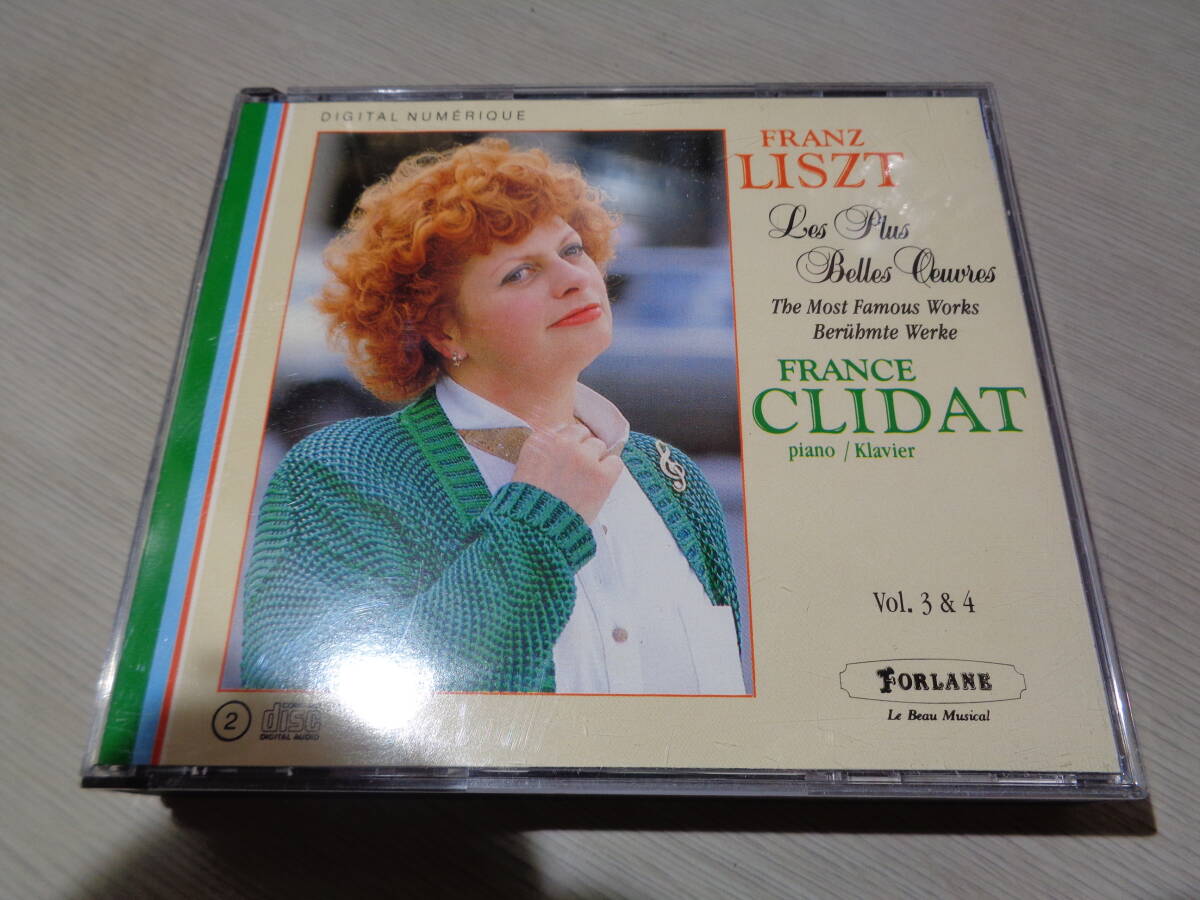 DIGITAL NUMÉRIQUE
FRANZ
LISZT
Les Plus
Belles Oeuvres
The Most Famous Works
Berühmte Werke
FRANCE
CLIDAT
piano / Klavier
Vol. 3 & 4
FORLANE
Le Beau Musical
2
COMPACT
disc
DIGITAL AUDIO